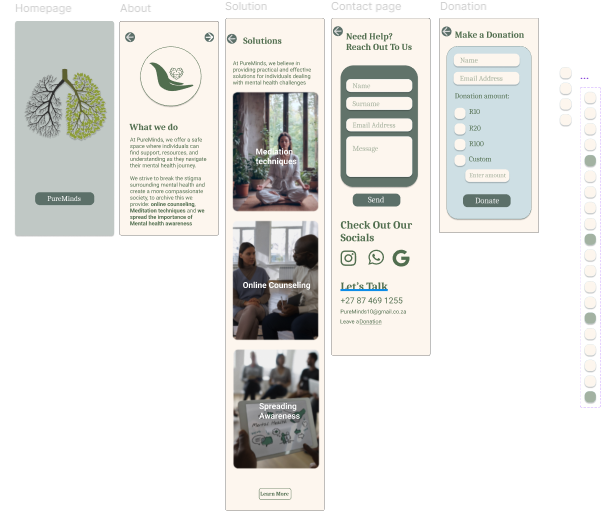 Homepage
PureMinds
About
What we do
At PureMinds, we offer a safe
space where individuals can
find support, resources, and
understanding as they navigate
their mental health journey.
We strive to break the stigma
surrounding mental health and
create a more compassionate
society, to archive this we
provide: online counseling,
Meditation techniques and we
spread the importance of
Mental health awareness
Solution
Solutions
At PureMinds, we believe in
providing practical and effective
solutions for individuals dealing
with mental health challenges
Mediation
techniques
Online Counseling
Spreading
Awareness
Mental Health
Learn More
Contact page
Need Help?
Reach Out To Us
Name
Sorname
Email Address
Message
Send
Check Out Our
Socials
Let's Talk
+27 87 469 1255
PureMinds10@gmail.co.za
Leave a Donation
Donation
Make a Donation
Name
Email Address
Donation amount:
R10
R20
R100
Custom
Enter amount
Donate